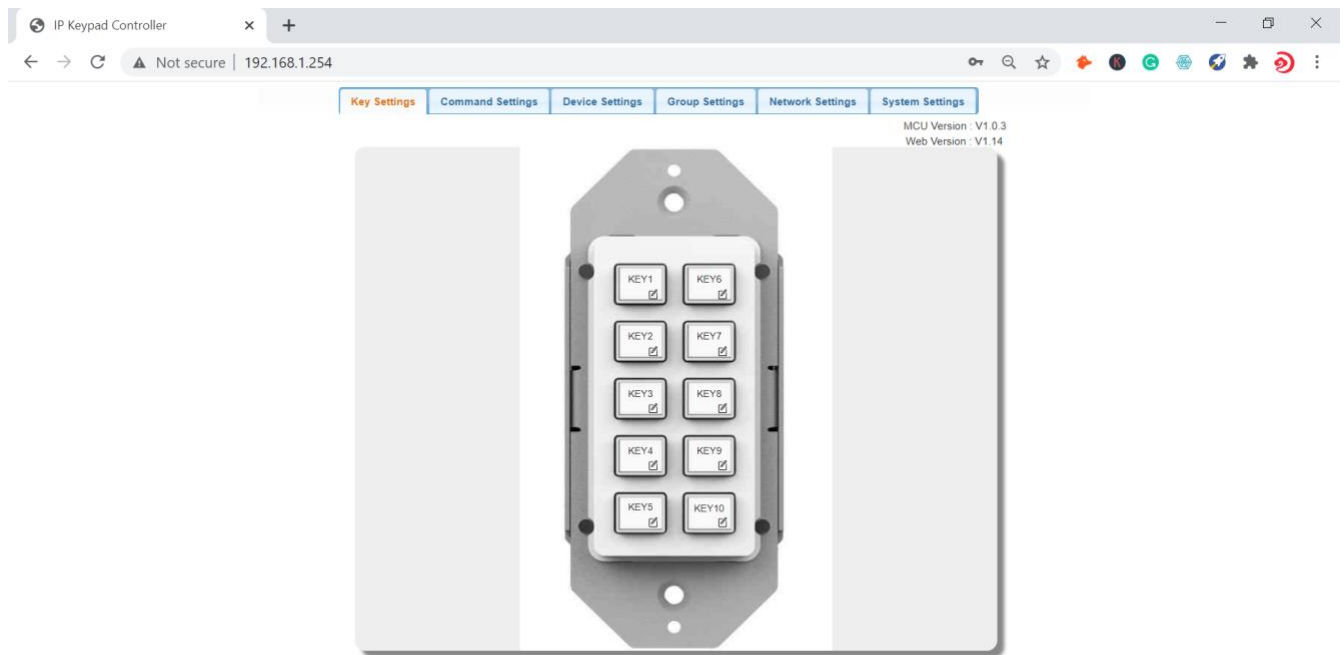 IP Keypad Controller
Not secure | 192.168.1.254
Key Settings Command Settings Device Settings Group Settings Network Settings System Settings
MCU Version : V1.0.3
Web Version : V1.14
KEY1 KEY6
KEY2 KEY7
KEY3 KEY8
KEY4 KEY9
KEY5 KEY10